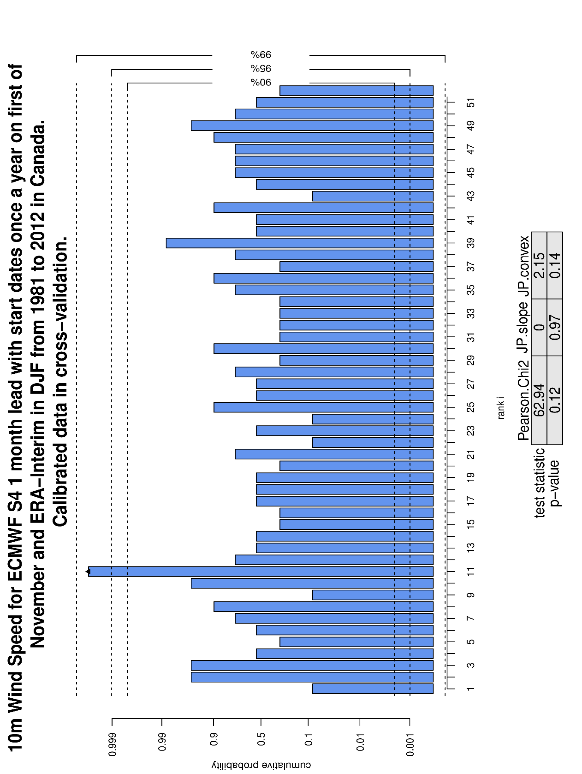 10m Wind Speed for ECMWF S4 1 month lead with start dates once a year on first of
November and ERA−Interim in DJF from 1981 to 2012 in Canada.
Calibrated data in cross−validation.
99%
95%
90%
cumulative probability
0.999
0.99
0.9
0.5
0.1
0.01
0.001
1 3 5 7 9 11 13 15 17 19 21 23 25 27 29 31 33 35 37 39 41 43 45 47 49 51
rank i
Pearson.Chi2 JP.slope JP.convex
test statistic 62.94 0 2.15
p−value 0.12 0.97 0.14